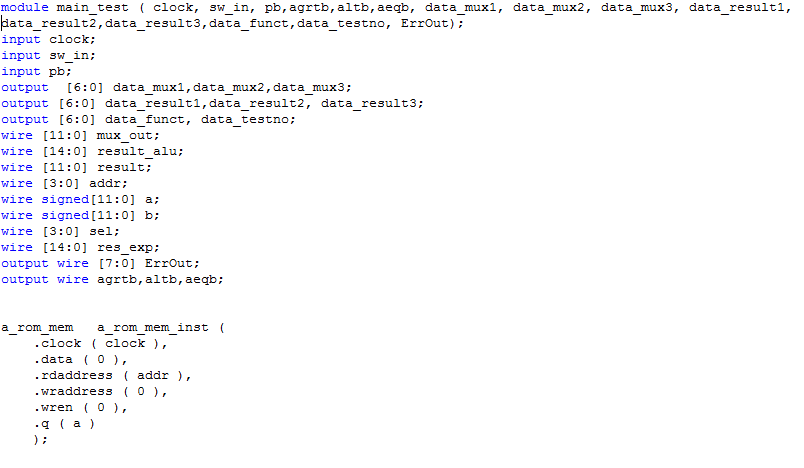 module main_test ( clock, sw_in, pb,agrtb,altb,aeqb, data_mux1, data_mux2, data_mux3, data_result1,
data_result2,data_result3,data_funct,data_testno, ErrOut);
input clock;
input sw_in;
input pb;
output  [6:0] data_mux1,data_mux2,data_mux3;
output [6:0] data_result1,data_result2, data_result3;
output [6:0] data_funct, data_testno;
wire [11:0] mux_out;
wire [14:0] result_alu;
wire [11:0] result;
wire [3:0] addr;
wire signed[11:0] a;
wire signed[11:0] b;
wire [3:0] sel;
wire [14:0] res_exp;
output wire [7:0] ErrOut;
output wire agrtb,altb,aeqb;
a_rom_mem   a_rom_mem_inst (
    .clock ( clock ),
    .data ( 0 ),
    .rdaddress ( addr ),
    .wraddress ( 0 ),
    .wren ( 0 ),
    .q ( a )
    );